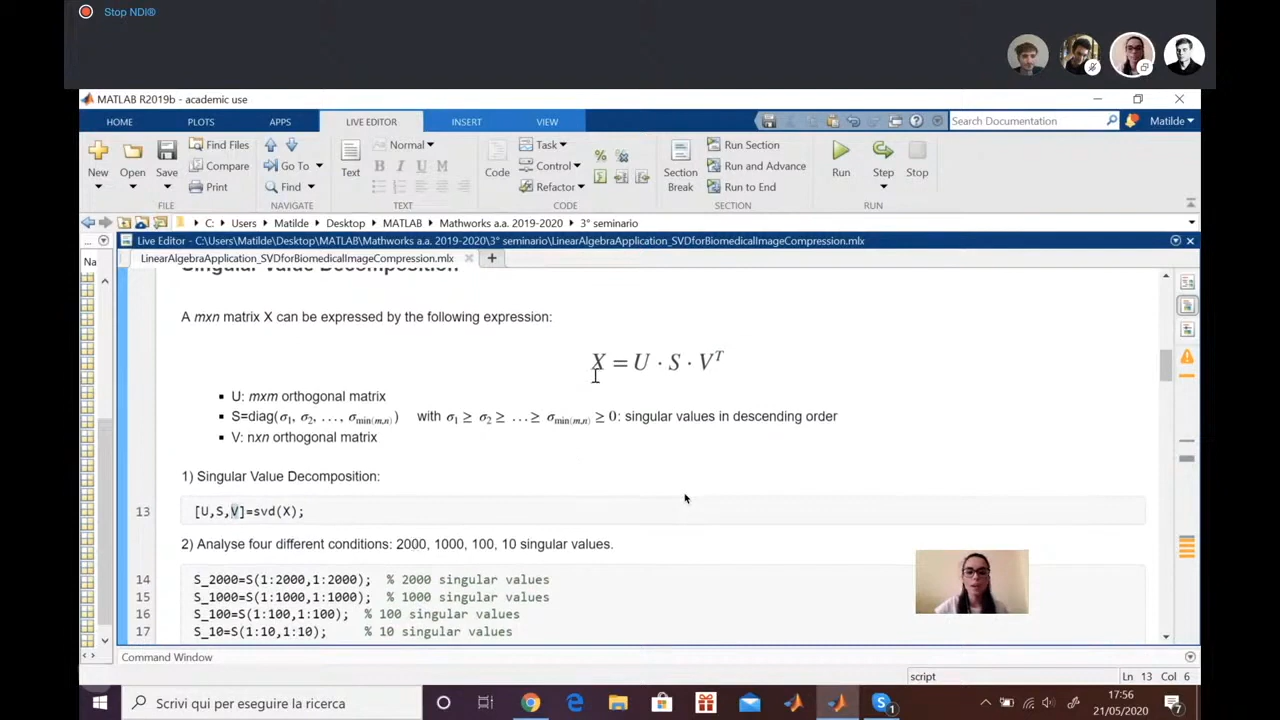 Stop NDI®
MATLAB R2019b - academic use
HOME PLOTS APPS LIVE EDITOR INSERT VIEW Search Documentation Matilde
New Open Save Find Files Compare Print Go To Find Text Normal B I U M Code Task Control Refactor Section Break Run Section Run and Advance Run to End Run Step Stop
FILE NAVIGATE TEXT CODE SECTION RUN
C: Users Matilde Desktop MATLAB Mathworks a.a. 2019-2020 3° seminario
Live Editor - C:\Users\Matilde\Desktop\MATLAB\Mathworks a.a. 2019-2020\3° seminario\LinearAlgebraApplication_SVDforBiomedicalImageCompression.mlx
... LinearAlgebraApplication_SVDforBiomedicalImageCompression.mlx
Na Singular Value Decomposition
A mxn matrix X can be expressed by the following expression:
X = U · S · V^T
▪ U: mxm orthogonal matrix
▪ S=diag(σ1, σ2, . . . , σmin(m,n)) with σ1 ≥ σ2 ≥ . . . ≥ σmin(m,n) ≥ 0: singular values in descending order
▪ V: nxn orthogonal matrix
1) Singular Value Decomposition:
13 [U,S,V]=svd(X);
2) Analyse four different conditions: 2000, 1000, 100, 10 singular values.
14 S_2000=S(1:2000,1:2000); % 2000 singular values
15 S_1000=S(1:1000,1:1000); % 1000 singular values
16 S_100=S(1:100,1:100); % 100 singular values
17 S_10=S(1:10,1:10); % 10 singular values
Command Window
script Ln 13 Col 6
Scrivi qui per eseguire la ricerca 1 17:56
21/05/2020 7